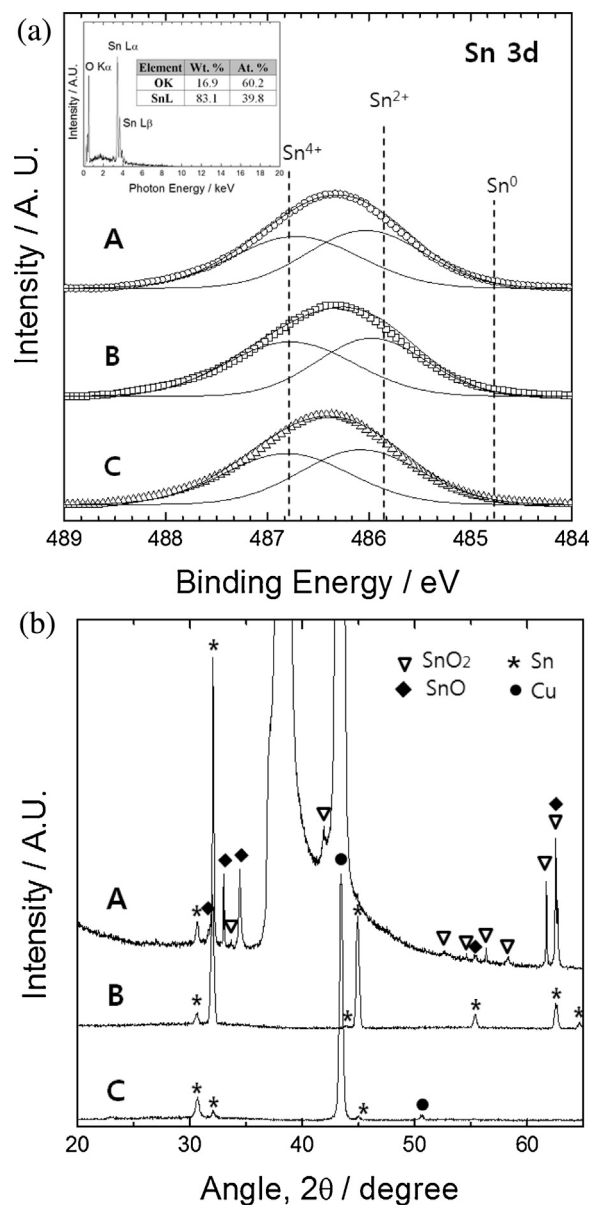 (a)
Sn 3d
Intensity / A.U.
O Kα
Sn Lα
Sn Lβ
Element Wt. % At. %
OK 16.9 60.2
SnL 83.1 39.8
0 2 4 6 8 10 12 14 16 18 20
Photon Energy / keV
Sn4+
Sn2+
Sn0
Intensity / A. U.
A
B
C
489 488 487 486 485 484
Binding Energy / eV
(b)
SnO2
* Sn
SnO
Cu
Intensity / A.U.
A
B
C
20 30 40 50 60
Angle, 2θ / degree